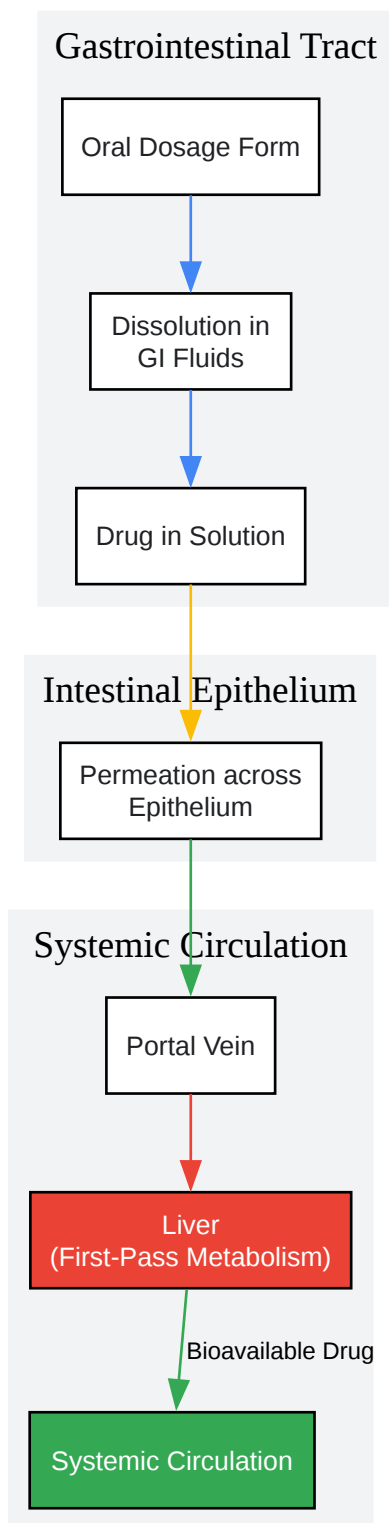 Gastrointestinal Tract
Oral Dosage Form
Dissolution in
GI Fluids
Drug in Solution
Intestinal Epithelium
Permeation across
Epithelium
Systemic Circulation
Portal Vein
Liver
(First-Pass Metabolism)
Bioavailable Drug
Systemic Circulation